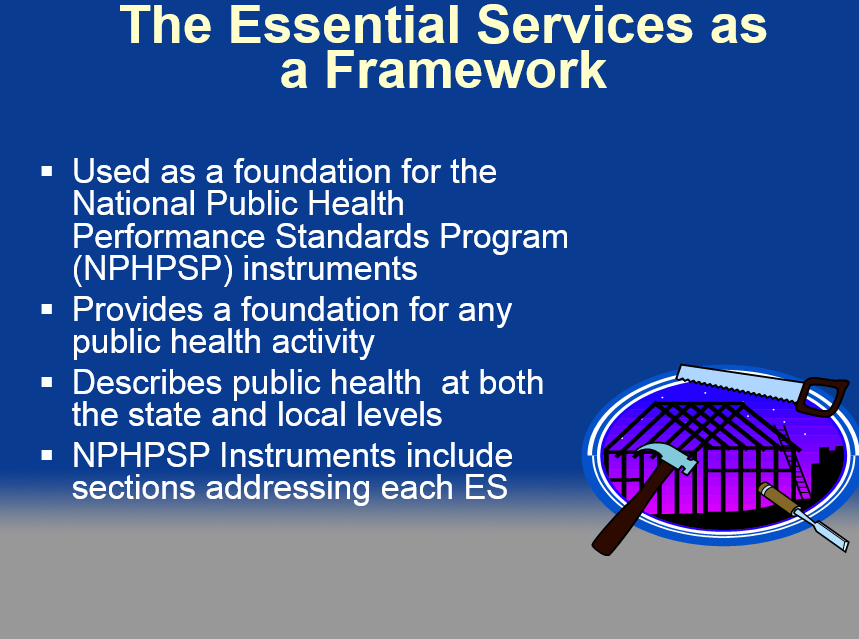 The Essential Services as
a Framework
▪ Used as a foundation for the
National Public Health
Performance Standards Program
(NPHPSP) instruments
▪ Provides a foundation for any
public health activity
▪ Describes public health  at both
the state and local levels
▪ NPHPSP Instruments include
sections addressing each ES